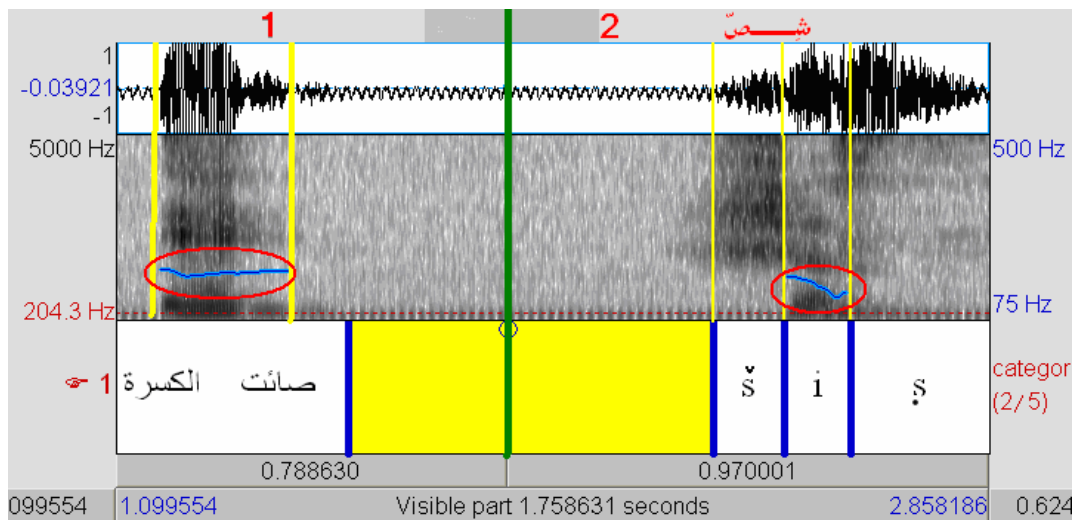 1 2 شِــصّ
1
-0.03921
-1
5000 Hz 500 Hz
204.3 Hz 75 Hz
☞ 1 صائت الكسرة š i ṣ categor
(2/5)
0.788630 0.970001
099554 1.099554 Visible part 1.758631 seconds 2.858186 0.624